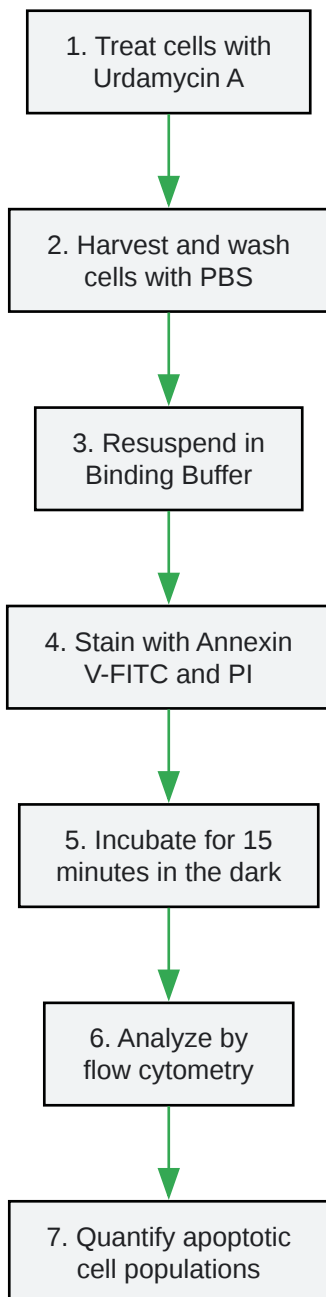 1. Treat cells with
Urdamycin A
2. Harvest and wash
cells with PBS
3. Resuspend in
Binding Buffer
4. Stain with Annexin
V-FITC and PI
5. Incubate for 15
minutes in the dark
6. Analyze by
flow cytometry
7. Quantify apoptotic
cell populations